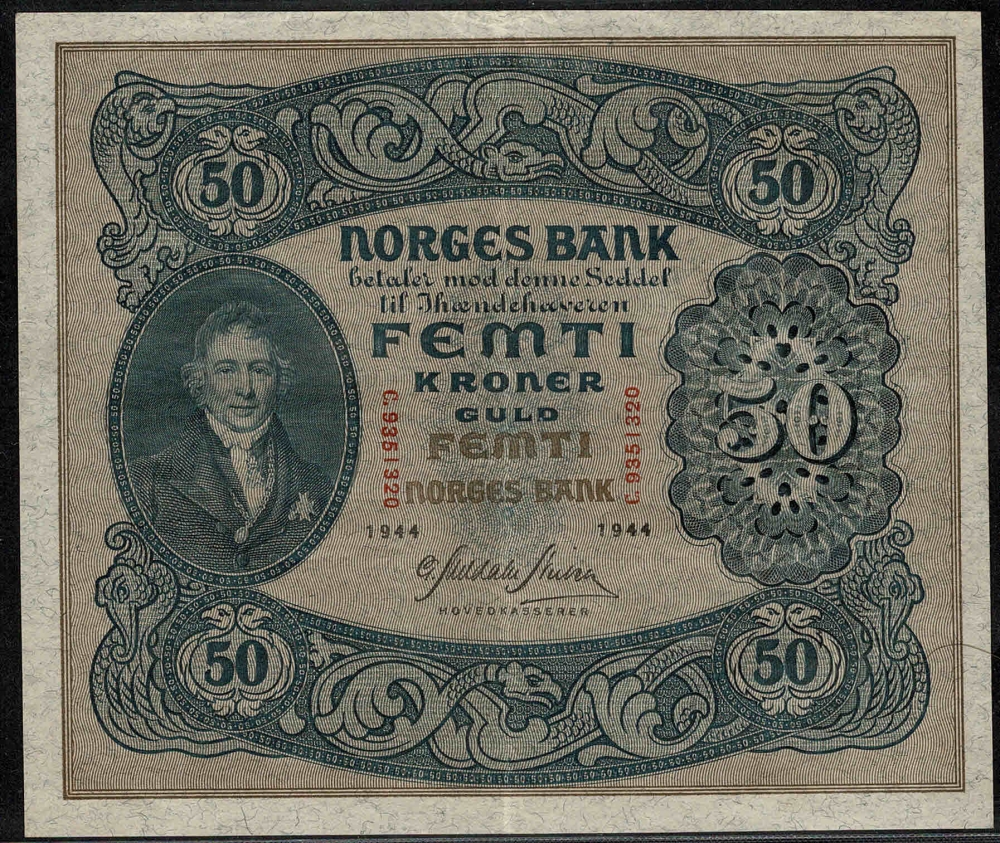 50 50
NORGES BANK
betaler mod denne Seddel
til Ihændehaveren
FEMTI
KRONER
GULD
FEMTI
NORGES BANK
C.9351320
C.9351320
50
1944 1944
HOVEDKASSERER
50 50